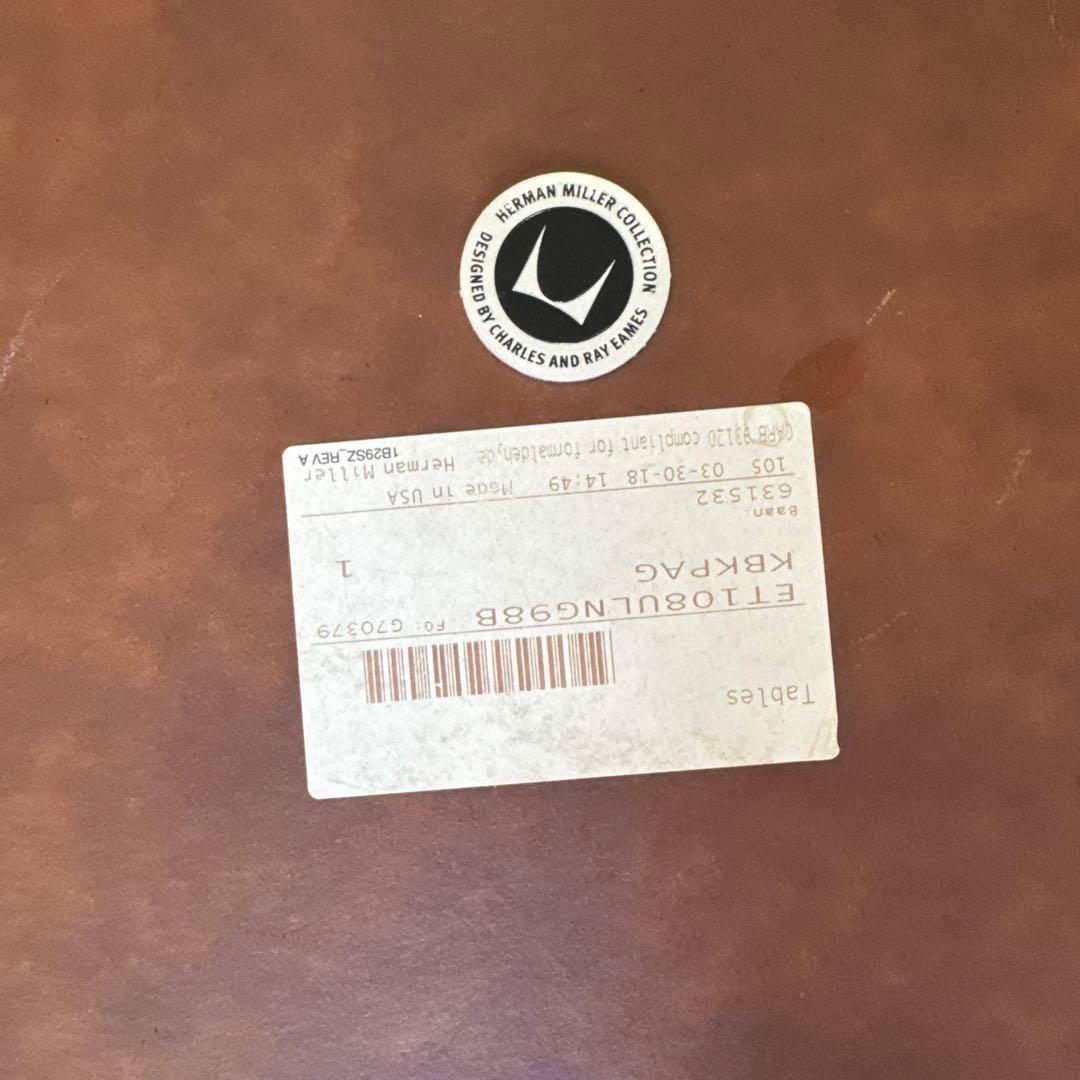 HERMAN MILLER COLLECTION
DESIGNED BY CHARLES AND RAY EAMES
Tables
FO: G70379
ET108ULNG98B
KBKPAG 1
Baan:
631532
105 03-30-18 14:49 Made in USA
CARB 93120 compliant for formaldehyde Herman Miller
1B29SZ_REV A